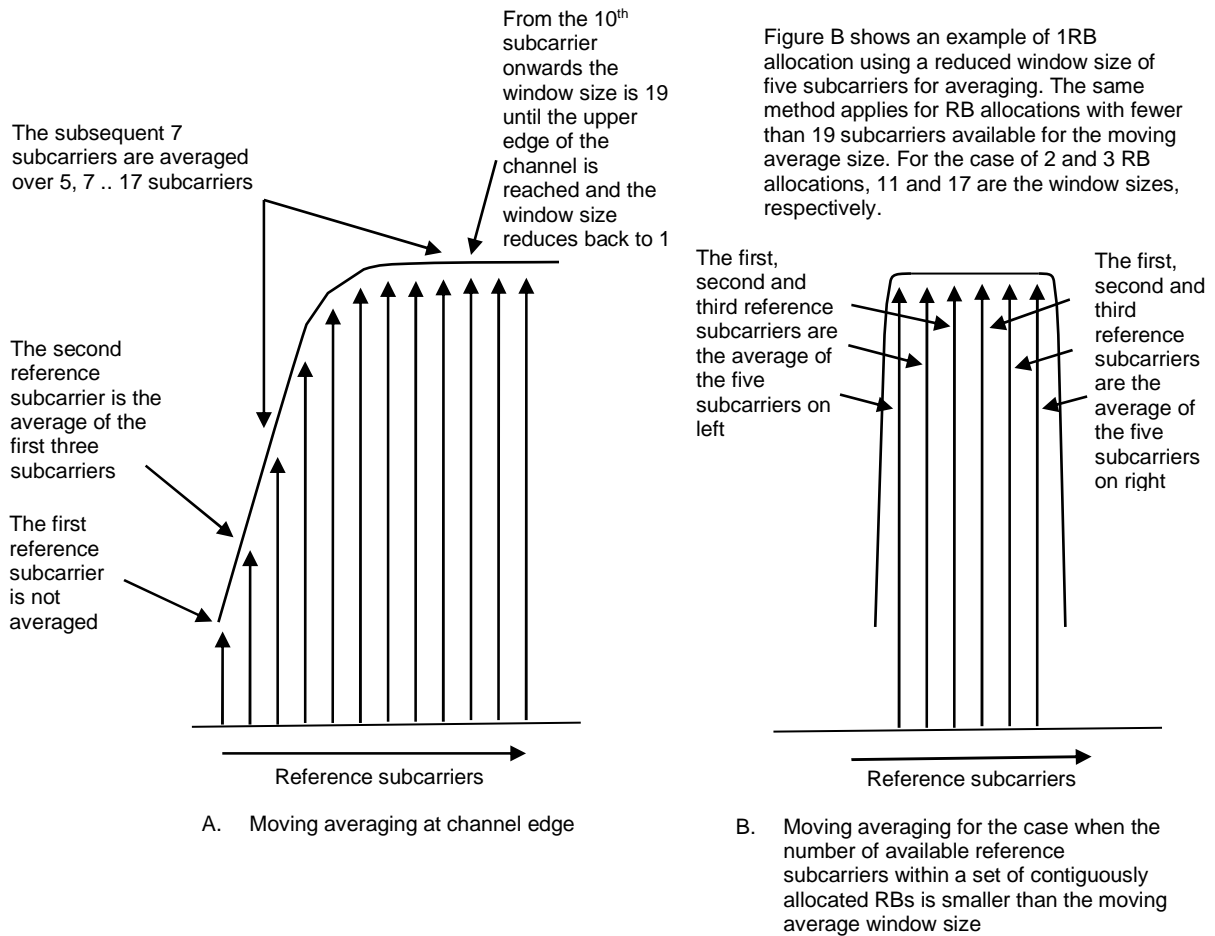 The subsequent 7
subcarriers are averaged
over 5, 7 .. 17 subcarriers
From the 10th
subcarrier
onwards the
window size is 19
until the upper
edge of the
channel is
reached and the
window size
reduces back to 1
The second
reference
subcarrier is the
average of the
first three
subcarriers
The first
reference
subcarrier
is not
averaged
Reference subcarriers
A. Moving averaging at channel edge
Figure B shows an example of 1RB
allocation using a reduced window size of
five subcarriers for averaging. The same
method applies for RB allocations with fewer
than 19 subcarriers available for the moving
average size. For the case of 2 and 3 RB
allocations, 11 and 17 are the window sizes,
respectively.
The first,
second and
third reference
subcarriers are
the average of
the five
subcarriers on
left
The first,
second and
third
reference
subcarriers
are the
average of
the five
subcarriers
on right
Reference subcarriers
B. Moving averaging for the case when the
number of available reference
subcarriers within a set of contiguously
allocated RBs is smaller than the moving
average window size